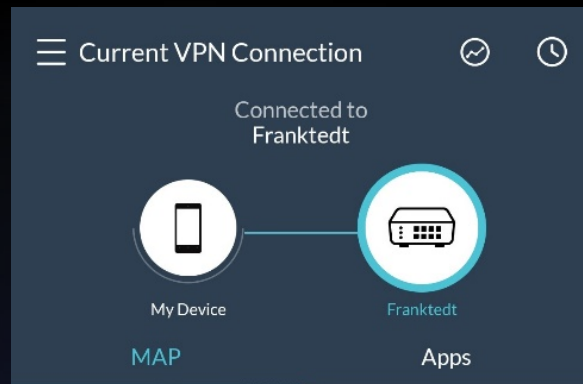 Current VPN Connection
Connected to
Franktedt
My Device
Franktedt
MAP
Apps